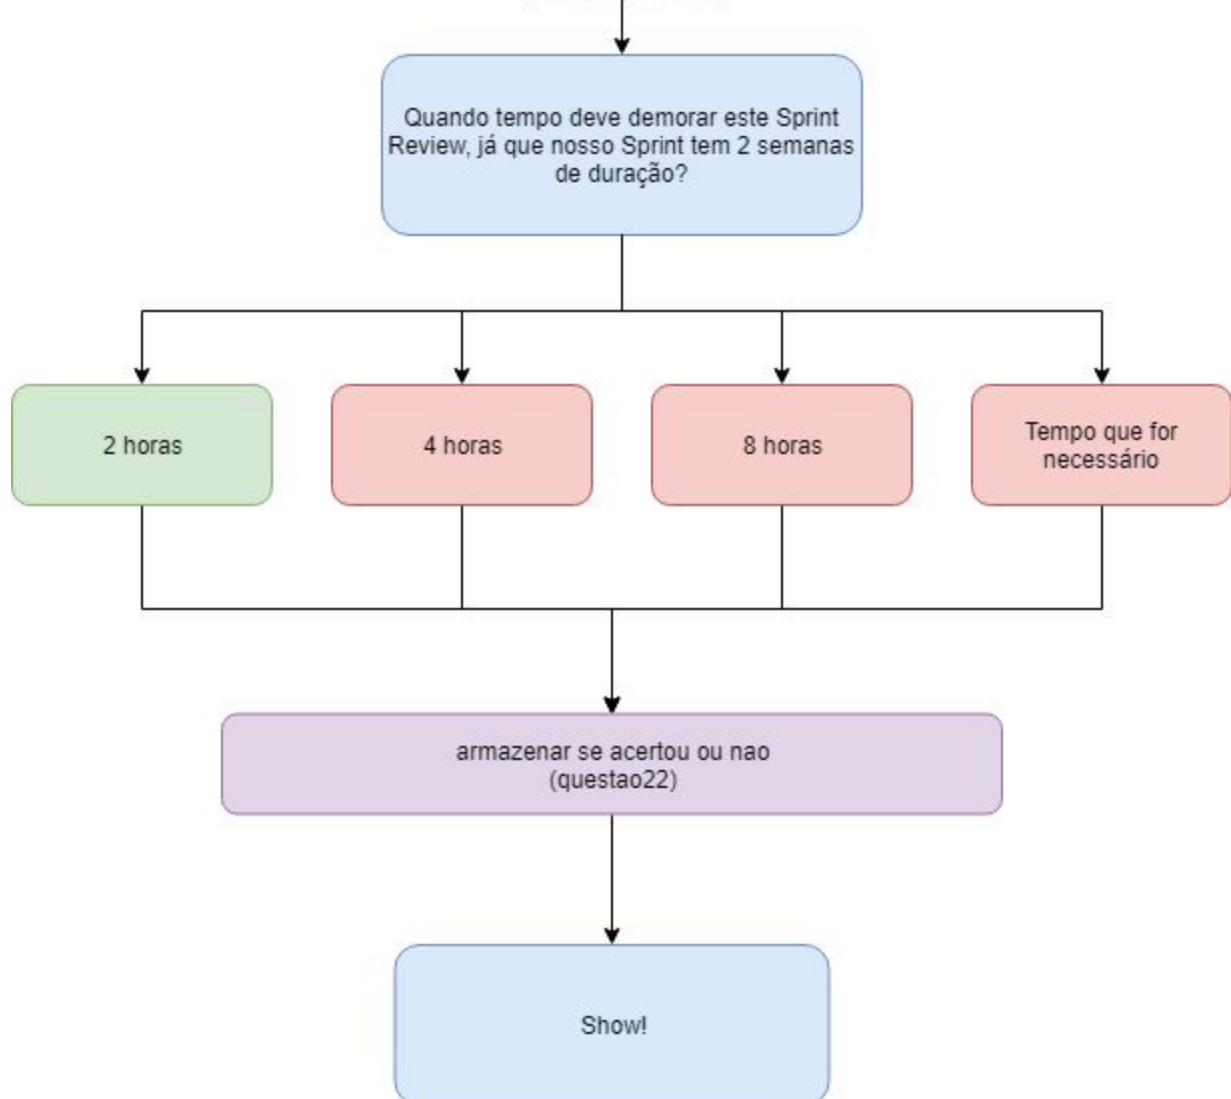 Quando tempo deve demorar este Sprint
Review, já que nosso Sprint tem 2 semanas
de duração?
2 horas
4 horas
8 horas
Tempo que for
necessário
armazenar se acertou ou nao
(questao22)
Show!